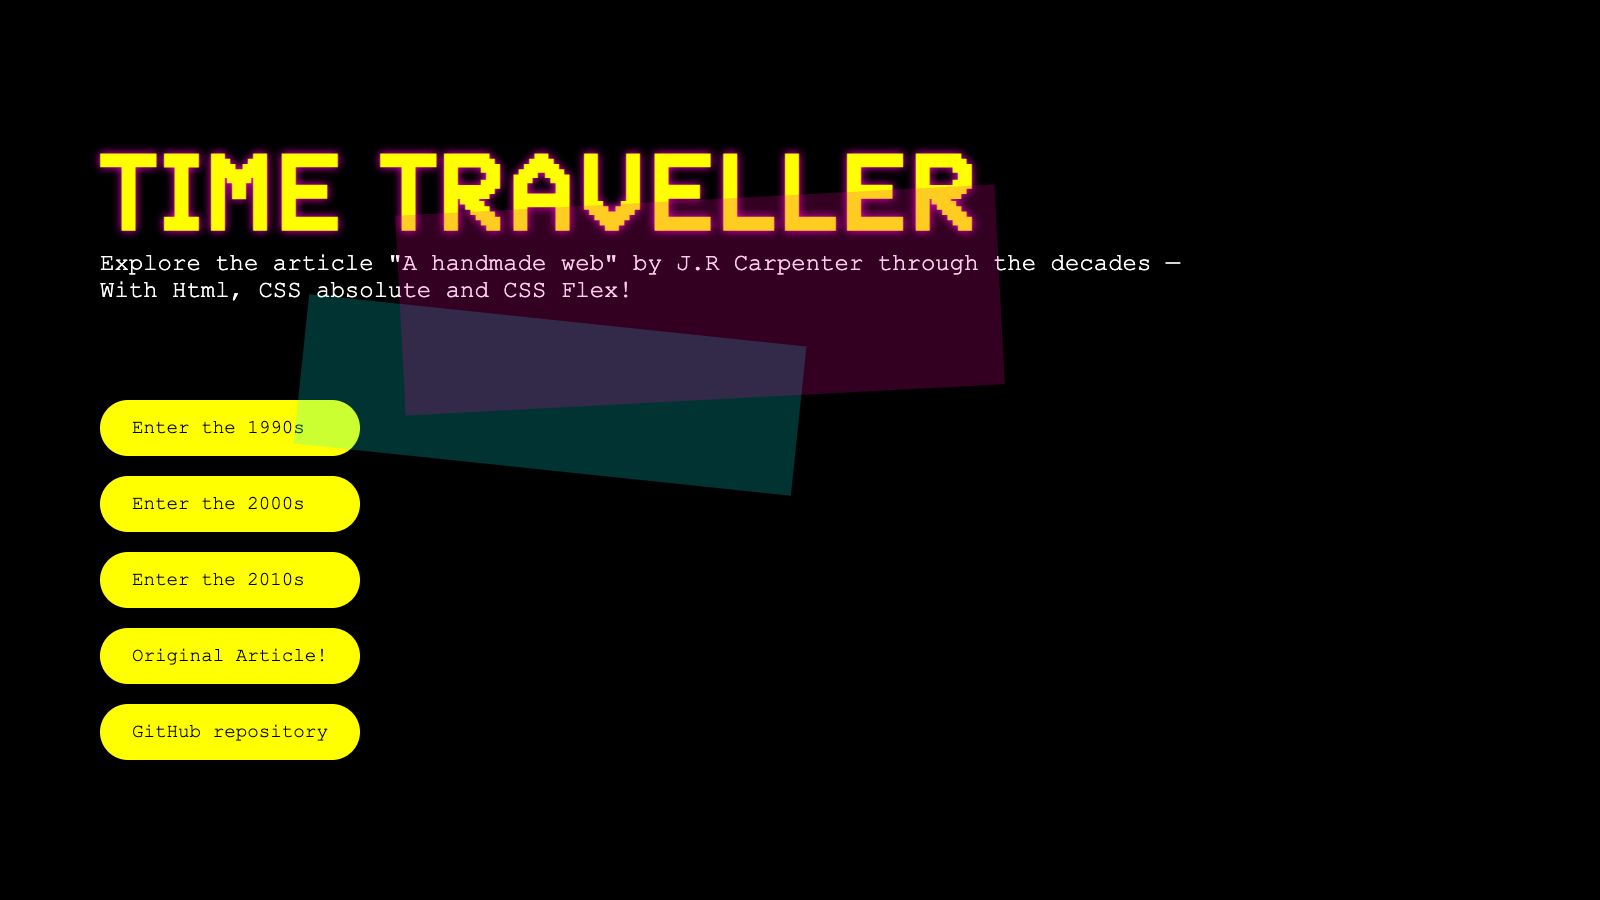 TIME TRAVELLER
Explore the article "A handmade web" by J.R Carpenter through the decades —
With Html, CSS absolute and CSS Flex!
Enter the 1990s
Enter the 2000s
Enter the 2010s
Original Article!
GitHub repository